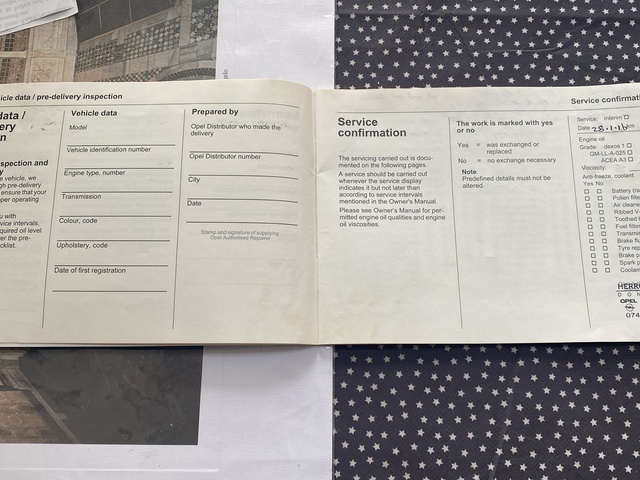 icle data / pre-delivery inspection
data /
ery
n
spection and
y
e vehicle, we
gh pre-delivery
ensure that your
per operating
u with
vice intervals,
quired oil level
er the pre-
cklist.
Vehicle data
Model
Vehicle identification number
Engine type, number
Transmission
Colour, code
Upholstery, code
Date of first registration
Prepared by
Opel Distributor who made the
delivery
Opel Distributor number
City
Date
Stamp and signature of supplying
Opel Authorised Repairer
Service confirmati
Service
confirmation
The servicing carried out is docu-
mented on the following pages.
A service should be carried out
whenever the service display
indicates it but not later than
according to service intervals
mentioned in the Owner's Manual.
Please see Owner's Manual for per-
mitted engine oil qualities and engine
oil viscosities.
The work is marked with yes
or no
Yes = was exchanged or
replaced
No = no exchange necessary
Note
Predefined details must not be
altered.
Service: Interim
Date 28.1.16 km
Engine oil
Grade: dexos 1
GM-LL-A-025
ACEA A3
Viscosity
Anti-freeze, coolant
Yes No
Battery (ra
Pollen filte
Air cleane
Ribbed V-
Toothed b
Fuel filter
Transmis
Brake flu
Tyre rep
Brake p
Spark p
Coolan
HERRO
DON
OPEL
074